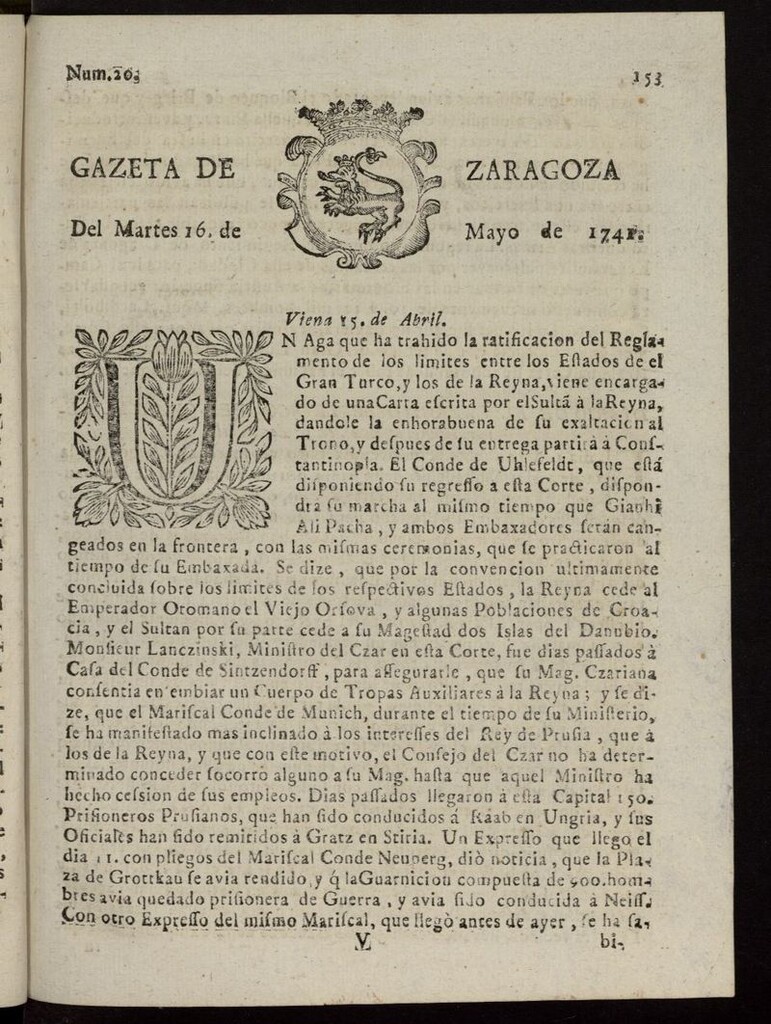 Num.20.
153
GAZETA DE ZARAGOZA
Del Martes 16. de Mayo de 1741.
Viena 15. de Abril.
UN Aga que ha trahido la ratificacion del Regla-
mento de los limites entre los Eſtados de el
Gran Turco, y los de la Reyna, viene encarga-
do de una Carta eſcrita por el Sultā à la Reyna,
dandole la enhorabuena de ſu exaltacion al
Trono, y deſpues de ſu entrega partirà à Conſ-
tantinopla. El Conde de Uhlefeldt, que eſtá
diſponiendo ſu regreſſo a eſta Corte, diſpon-
dra ſu marcha al miſmo tiempo que Gianhi
Ali Pacha, y ambos Embaxadores ſerán can-
geados en la frontera, con las miſmas ceremonias, que ſe practicaron al
tiempo de ſu Embaxada. Se dize, que por la convencion ultimamente
concluida ſobre los limites de los reſpectivos Eſtados, la Reyna cede al
Emperador Otomano el Viejo Orſova, y algunas Poblaciones de Croa-
cia, y el Sultan por ſu parte cede a ſu Mageſtad dos Islas del Danubio.
Monſieur Lanczinski, Miniſtro del Czar en eſta Corte, fue dias paſſados à
Caſa del Conde de Sintzendorff, para aſſegurarle, que ſu Mag. Czariana
conſentia en embiar un Cuerpo de Tropas Auxiliares à la Reyna; y ſe di-
ze, que el Mariſcal Conde de Munich, durante el tiempo de ſu Miniſterio,
ſe ha manifeſtado mas inclinado à los intereſſes del Rey de Pruſia, que à
los de la Reyna, y que con eſte motivo, el Conſejo del Czar no ha deter-
minado conceder ſocorro alguno a ſu Mag. haſta que aquel Miniſtro ha
hecho ceſsion de ſus empleos. Dias paſſados llegaron à eſta Capital 150.
Priſioneros Pruſianos, que han ſido conducidos á Raab en Ungria, y ſus
Oficiales han ſido remitidos à Gratz en Stiria. Un Expreſſo que llego el
dia 11. con pliegos del Mariſcal Conde Neuperg, diò noticia, que la Pla-
za de Grottkau ſe avia rendido, y q̃ la Guarnicion compueſta de 900. hom-
bres avia quedado priſionera de Guerra, y avia ſido conducida à Neiſſ.
Con otro Expreſſo del miſmo Mariſcal, que llegò antes de ayer, ſe ha ſa-
V
bi-